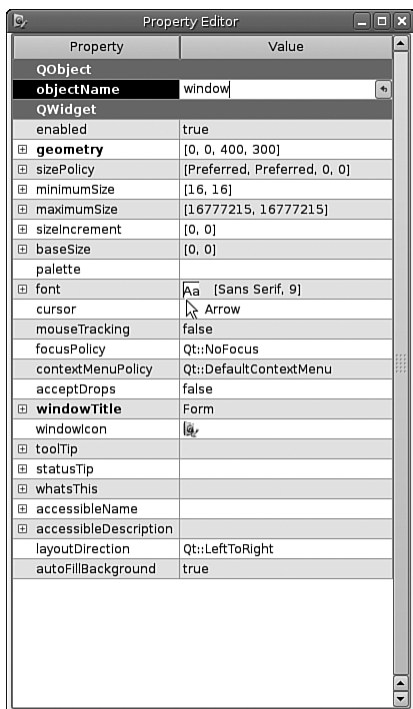 Property Editor
Property Value
QObject
objectName window
QWidget
enabled true
geometry [0, 0, 400, 300]
sizePolicy [Preferred, Preferred, 0, 0]
minimumSize [16, 16]
maximumSize [16777215, 16777215]
sizeIncrement [0, 0]
baseSize [0, 0]
palette
font Aa [Sans Serif, 9]
cursor Arrow
mouseTracking false
focusPolicy Qt::NoFocus
contextMenuPolicy Qt::DefaultContextMenu
acceptDrops false
windowTitle Form
windowIcon
toolTip
statusTip
whatsThis
accessibleName
accessibleDescription
layoutDirection Qt::LeftToRight
autoFillBackground true